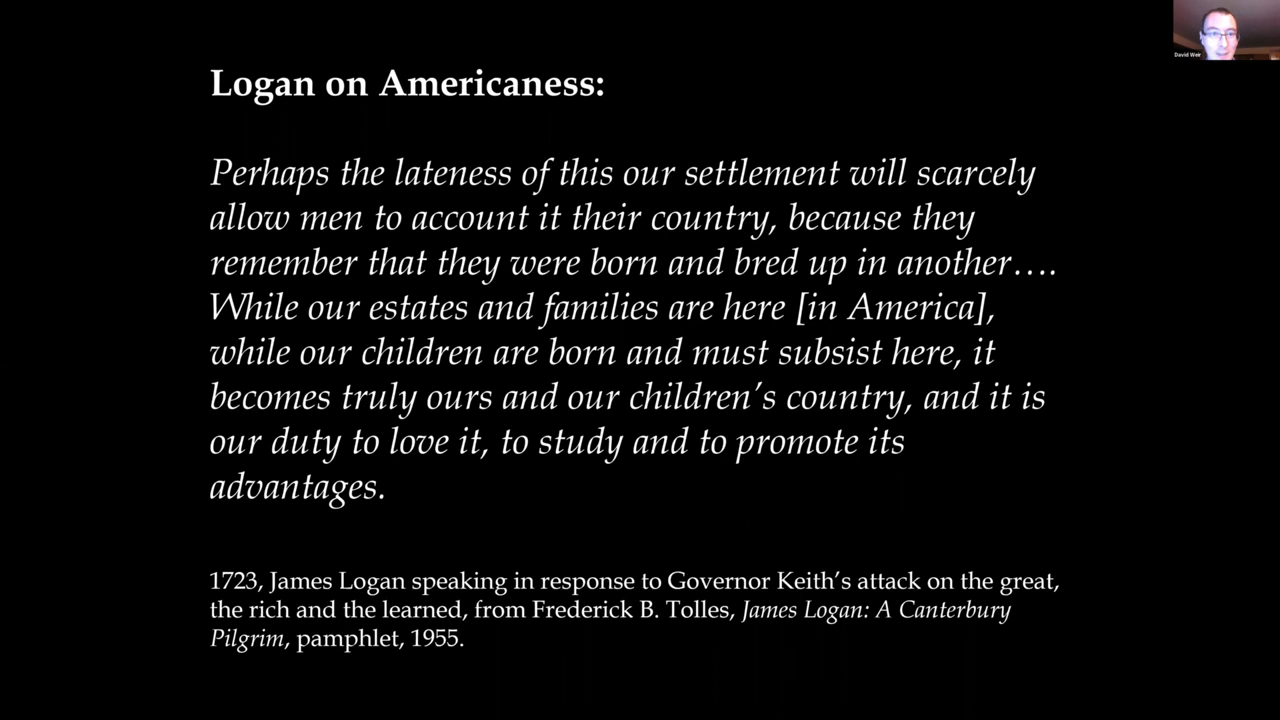 Logan on Americaness:
Perhaps the lateness of this our settlement will scarcely
allow men to account it their country, because they
remember that they were born and bred up in another….
While our estates and families are here [in America],
while our children are born and must subsist here, it
becomes truly ours and our children’s country, and it is
our duty to love it, to study and to promote its
advantages.
1723, James Logan speaking in response to Governor Keith’s attack on the great,
the rich and the learned, from Frederick B. Tolles, James Logan: A Canterbury
Pilgrim, pamphlet, 1955.
David Weir